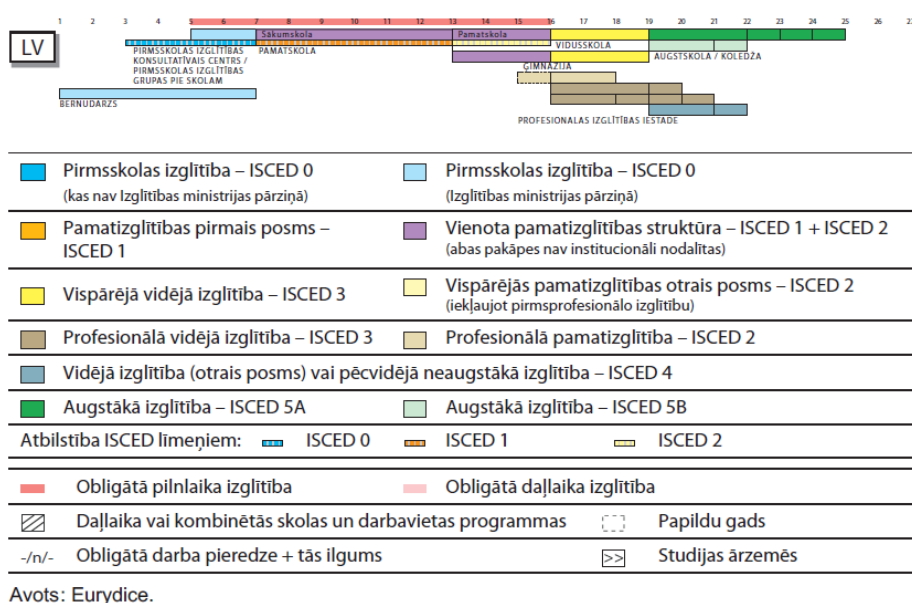 1 2 3 4 5 6 7 8 9 10 11 12 13 14 15 16 17 18 19 20 21 22 23 24 25 26 27
LV
Sākumskola Pamatskola
PIRMSSKOLAS IZGLĪTĪBAS PAMATSKOLA VIDUSSKOLA
KONSULTATĪVAIS CENTRS / AUGSTSKOLA / KOLEDŽA
PIRMSSKOLAS IZGLĪTĪBAS ĢIMNĀZIJA
GRUPAS PIE SKOLAM
BERNUDARZS
PROFESIONALAS IZGLĪTĪBAS IESTADE
Pirmsskolas izglītība – ISCED 0 Pirmsskolas izglītība – ISCED 0
(kas nav Izglītības ministrijas pārziņā) (Izglītības ministrijas pārziņā)
Pamatizglītības pirmais posms – Vienota pamatizglītības struktūra – ISCED 1 + ISCED 2
ISCED 1 (abas pakāpes nav institucionāli nodalītas)
Vispārējā vidējā izglītība – ISCED 3 Vispārējās pamatizglītības otrais posms – ISCED 2
(iekļaujot pirmsprofesionālo izglītību)
Profesionālā vidējā izglītība – ISCED 3 Profesionālā pamatizglītība – ISCED 2
Vidējā izglītība (otrais posms) vai pēcvidējā neaugstākā izglītība – ISCED 4
Augstākā izglītība – ISCED 5A Augstākā izglītība – ISCED 5B
Atbilstība ISCED līmeņiem: ISCED 0 ISCED 1 ISCED 2
Obligātā pilnlaika izglītība Obligātā daļlaika izglītība
Daļlaika vai kombinētās skolas un darbavietas programmas Papildu gads
-/n/- Obligātā darba pieredze + tās ilgums >> Studijas ārzemēs
Avots: Eurydice.